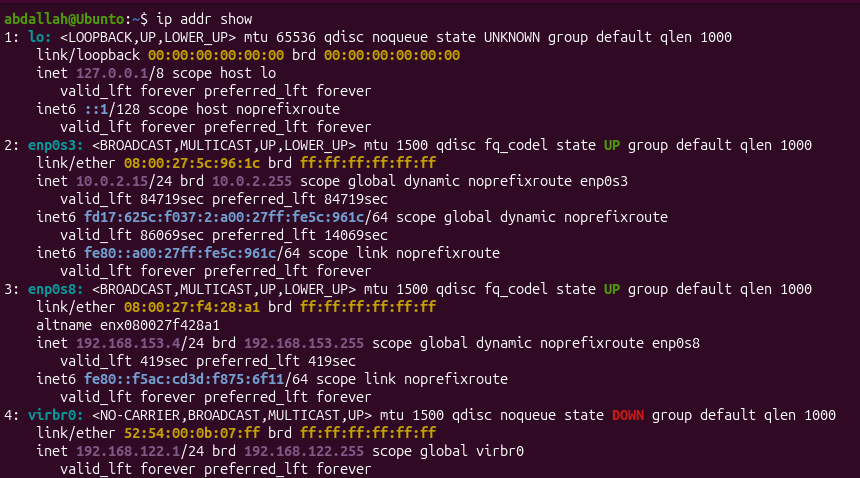 abdallah@Ubunto:~$ ip addr show
1: lo: <LOOPBACK,UP,LOWER_UP> mtu 65536 qdisc noqueue state UNKNOWN group default qlen 1000
    link/loopback 00:00:00:00:00:00 brd 00:00:00:00:00:00
    inet 127.0.0.1/8 scope host lo
       valid_lft forever preferred_lft forever
    inet6 ::1/128 scope host noprefixroute
       valid_lft forever preferred_lft forever
2: enp0s3: <BROADCAST,MULTICAST,UP,LOWER_UP> mtu 1500 qdisc fq_codel state UP group default qlen 1000
    link/ether 08:00:27:5c:96:1c brd ff:ff:ff:ff:ff:ff
    inet 10.0.2.15/24 brd 10.0.2.255 scope global dynamic noprefixroute enp0s3
       valid_lft 84719sec preferred_lft 84719sec
    inet6 fd17:625c:f037:2:a00:27ff:fe5c:961c/64 scope global dynamic noprefixroute
       valid_lft 86069sec preferred_lft 14069sec
    inet6 fe80::a00:27ff:fe5c:961c/64 scope link noprefixroute
       valid_lft forever preferred_lft forever
3: enp0s8: <BROADCAST,MULTICAST,UP,LOWER_UP> mtu 1500 qdisc fq_codel state UP group default qlen 1000
    link/ether 08:00:27:f4:28:a1 brd ff:ff:ff:ff:ff:ff
    altname enx080027f428a1
    inet 192.168.153.4/24 brd 192.168.153.255 scope global dynamic noprefixroute enp0s8
       valid_lft 419sec preferred_lft 419sec
    inet6 fe80::f5ac:cd3d:f875:6f11/64 scope link noprefixroute
       valid_lft forever preferred_lft forever
4: virbr0: <NO-CARRIER,BROADCAST,MULTICAST,UP> mtu 1500 qdisc noqueue state DOWN group default qlen 1000
    link/ether 52:54:00:0b:07:ff brd ff:ff:ff:ff:ff:ff
    inet 192.168.122.1/24 brd 192.168.122.255 scope global virbr0
       valid_lft forever preferred_lft forever